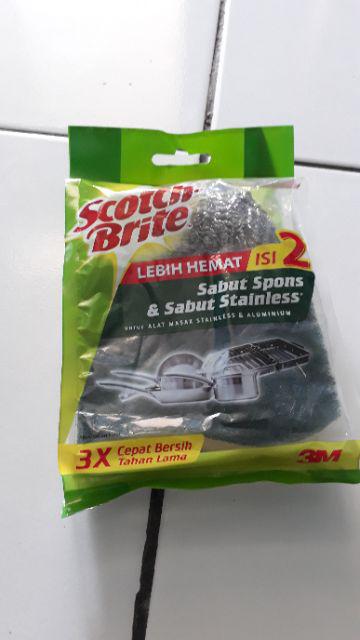 Scotch
Brite
LEBIH HEMAT ISI 2
Sabut Spons
& Sabut Stainless
UNTUK ALAT MASAK STAINLESS & ALUMINIUM
3X Cepat Bersih
Tahan Lama
3M